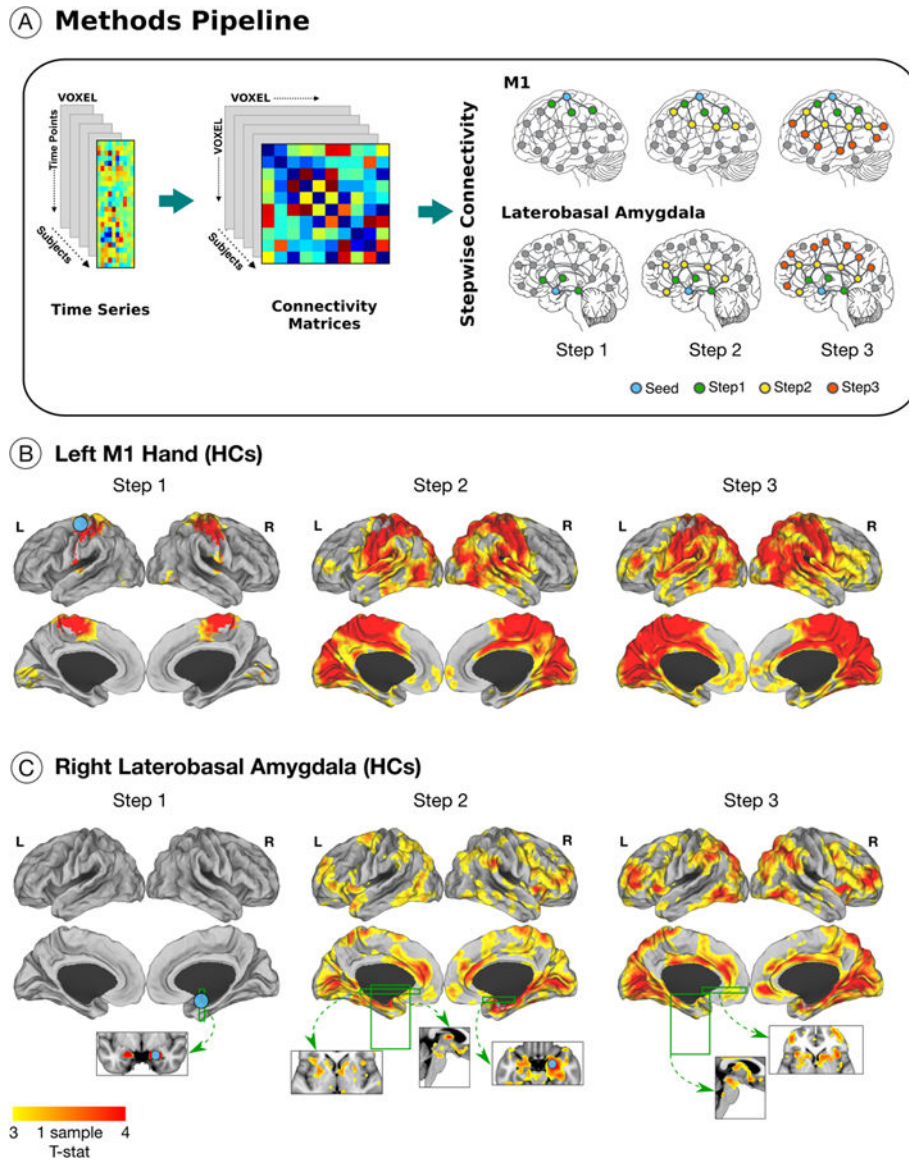 A Methods Pipeline
VOXEL
Time Points
Subjects
Time Series
VOXEL
VOXEL
Subjects
Connectivity
Matrices
Stepwise Connectivity
M1
Laterobasal Amygdala
Step 1 Step 2 Step 3
Seed Step1 Step2 Step3
B Left M1 Hand (HCs)
Step 1 Step 2 Step 3
L R L R L R
C Right Laterobasal Amygdala (HCs)
Step 1 Step 2 Step 3
L R L R L R
3 1 sample 4
T-stat